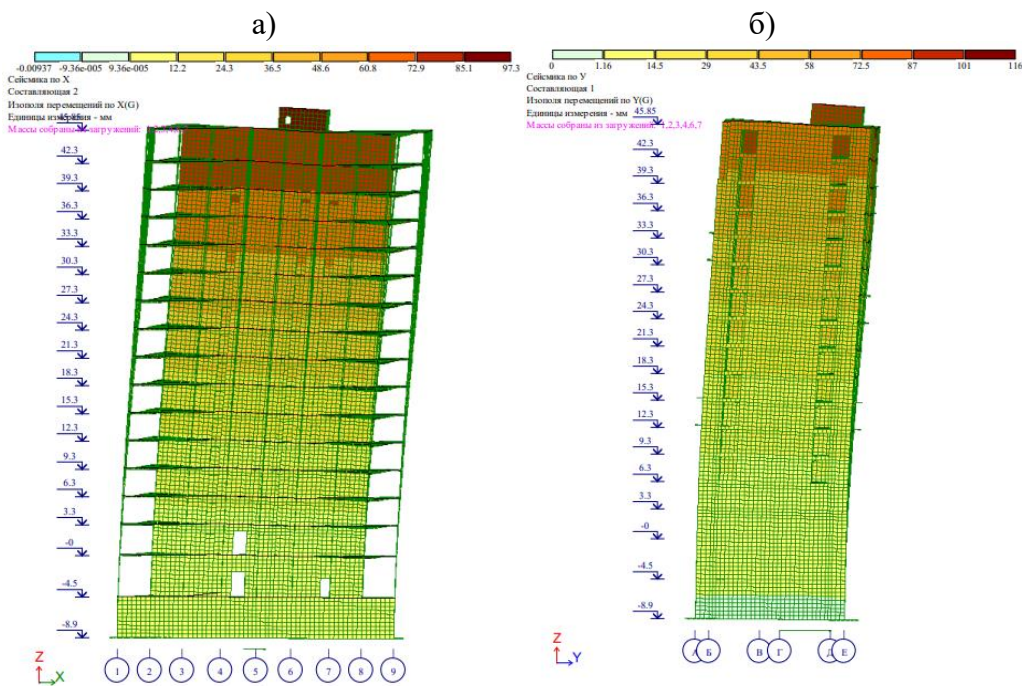 а)
-0.00937 -9.36e-005 9.36e-005 12.2 24.3 36.5 48.6 60.8 72.9 85.1 97.3
Сейсмика по X
Составляющая 2
Изополя перемещений по X(G)
Единицы измерения - мм
Массы собраны из загружений:
45.85
42.3
39.3
36.3
33.3
30.3
27.3
24.3
21.3
18.3
15.3
12.3
9.3
6.3
3.3
-0
-4.5
-8.9
Z
X
1 2 3 4 5 6 7 8 9
б)
0 1.16 14.5 29 43.5 58 72.5 87 101 116
Сейсмика по У
Составляющая 1
Изополя перемещений по Y(G)
Единицы измерения - мм
Массы собраны из загружений: 1,2,3,4,6,7
45.85
42.3
39.3
36.3
33.3
30.3
27.3
24.3
21.3
18.3
15.3
12.3
9.3
6.3
3.3
-0
-4.5
-8.9
Z
Y
А Б В Г Д Е